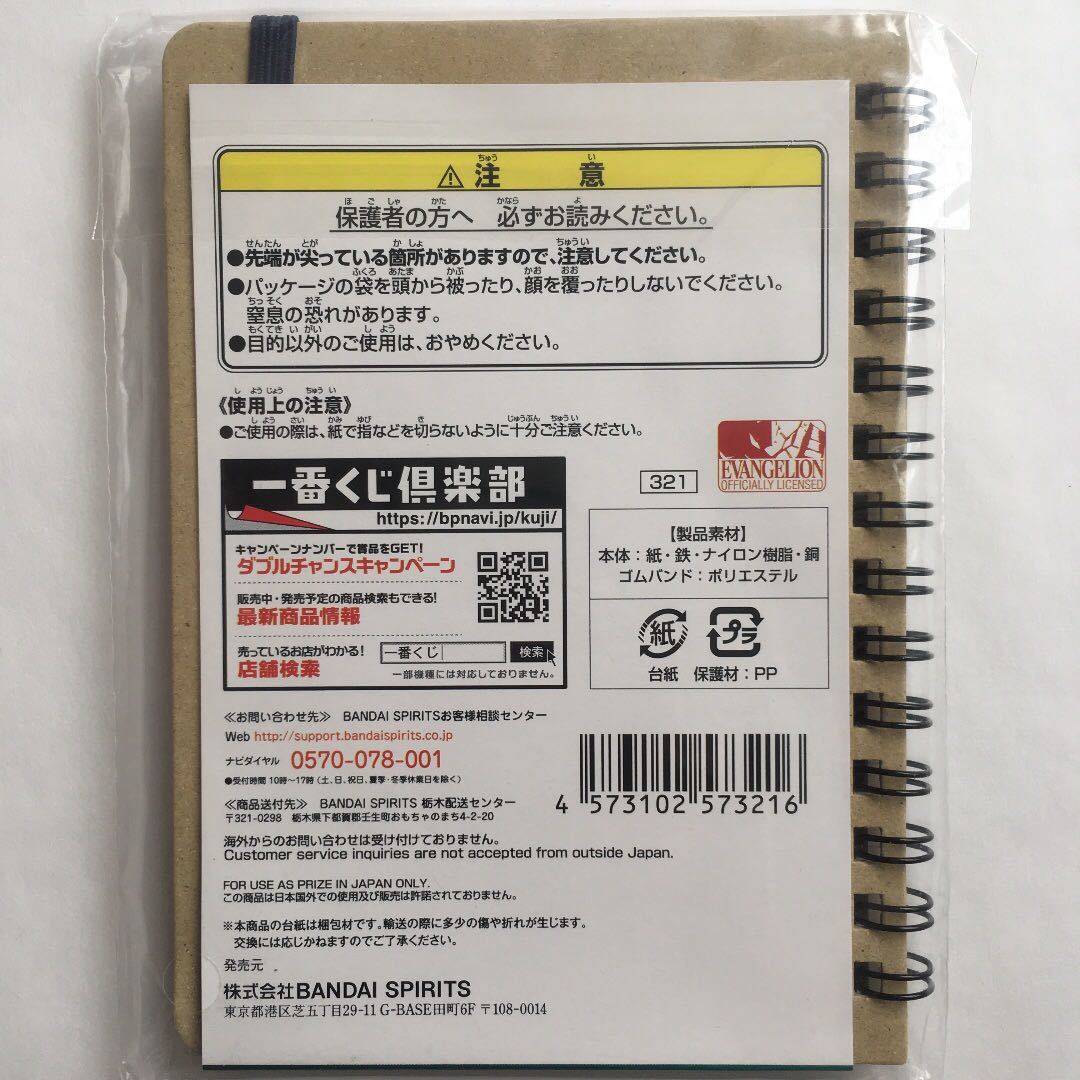 ⚠注意
保護者の方へ 必ずお読みください。
●先端が尖っている箇所がありますので、注意してください。
●パッケージの袋を頭から被ったり、顔を覆ったりしないでください。
窒息の恐れがあります。
●目的以外のご使用は、おやめください。
《使用上の注意》
●ご使用の際は、紙で指などを切らないように十分ご注意ください。
EVANGELION
OFFICIALLY LICENSED
321
一番くじ倶楽部
https://bpnavi.jp/kuji/
キャンペーンナンバーで賞品をGET!
ダブルチャンスキャンペーン
販売中・発売予定の商品検索もできる!
最新商品情報
売っているお店がわかる!
店舗検索
一番くじ 検索
一部機種には対応しておりません。
【製品素材】
本体:紙・鉄・ナイロン樹脂・銅
ゴムバンド:ポリエステル
紙 プラ
台紙 保護材:PP
≪お問い合わせ先≫ BANDAI SPIRITSお客様相談センター
Web http://support.bandaispirits.co.jp
ナビダイヤル 0570-078-001
●受付時間 10時~17時(土、日、祝日、夏季・冬季休業日を除く)
≪商品送付先≫ BANDAI SPIRITS 栃木配送センター
〒321-0298 栃木県下都賀郡壬生町おもちゃのまち4-2-20
4 573102 573216
海外からのお問い合わせは受け付けておりません。
Customer service inquiries are not accepted from outside Japan.
FOR USE AS PRIZE IN JAPAN ONLY.
この商品は日本国外での使用及び販売は許諾されておりません。
※本商品の台紙は梱包材です。輸送の際に多少の傷や折れが生じます。
交換には応じかねますのでご了承ください。
発売元
株式会社BANDAI SPIRITS
東京都港区芝五丁目29-11 G-BASE田町6F 〒108-0014